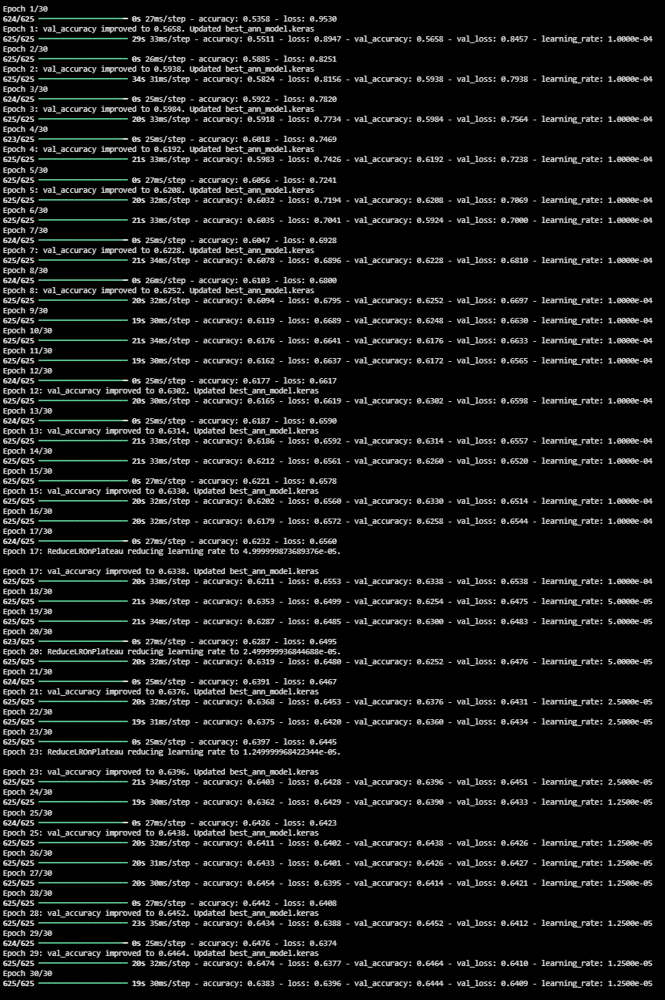 Epoch 1/30
624/625 ━━━━━━━━━━━━━━━━━━━━ 0s 27ms/step - accuracy: 0.5358 - loss: 0.9530
Epoch 1: val_accuracy improved to 0.5658. Updated best_ann_model.keras
625/625 ━━━━━━━━━━━━━━━━━━━━ 29s 33ms/step - accuracy: 0.5511 - loss: 0.8947 - val_accuracy: 0.5658 - val_loss: 0.8457 - learning_rate: 1.0000e-04
Epoch 2/30
625/625 ━━━━━━━━━━━━━━━━━━━━ 0s 26ms/step - accuracy: 0.5885 - loss: 0.8251
Epoch 2: val_accuracy improved to 0.5938. Updated best_ann_model.keras
625/625 ━━━━━━━━━━━━━━━━━━━━ 34s 31ms/step - accuracy: 0.5824 - loss: 0.8156 - val_accuracy: 0.5938 - val_loss: 0.7938 - learning_rate: 1.0000e-04
Epoch 3/30
624/625 ━━━━━━━━━━━━━━━━━━━━ 0s 25ms/step - accuracy: 0.5922 - loss: 0.7820
Epoch 3: val_accuracy improved to 0.5984. Updated best_ann_model.keras
625/625 ━━━━━━━━━━━━━━━━━━━━ 20s 33ms/step - accuracy: 0.5918 - loss: 0.7734 - val_accuracy: 0.5984 - val_loss: 0.7564 - learning_rate: 1.0000e-04
Epoch 4/30
623/625 ━━━━━━━━━━━━━━━━━━━━ 0s 25ms/step - accuracy: 0.6018 - loss: 0.7469
Epoch 4: val_accuracy improved to 0.6192. Updated best_ann_model.keras
625/625 ━━━━━━━━━━━━━━━━━━━━ 21s 33ms/step - accuracy: 0.5983 - loss: 0.7426 - val_accuracy: 0.6192 - val_loss: 0.7238 - learning_rate: 1.0000e-04
Epoch 5/30
625/625 ━━━━━━━━━━━━━━━━━━━━ 0s 27ms/step - accuracy: 0.6056 - loss: 0.7241
Epoch 5: val_accuracy improved to 0.6208. Updated best_ann_model.keras
625/625 ━━━━━━━━━━━━━━━━━━━━ 20s 32ms/step - accuracy: 0.6032 - loss: 0.7194 - val_accuracy: 0.6208 - val_loss: 0.7069 - learning_rate: 1.0000e-04
Epoch 6/30
625/625 ━━━━━━━━━━━━━━━━━━━━ 21s 33ms/step - accuracy: 0.6035 - loss: 0.7041 - val_accuracy: 0.5924 - val_loss: 0.7000 - learning_rate: 1.0000e-04
Epoch 7/30
624/625 ━━━━━━━━━━━━━━━━━━━━ 0s 25ms/step - accuracy: 0.6047 - loss: 0.6928
Epoch 7: val_accuracy improved to 0.6228. Updated best_ann_model.keras
625/625 ━━━━━━━━━━━━━━━━━━━━ 21s 34ms/step - accuracy: 0.6078 - loss: 0.6896 - val_accuracy: 0.6228 - val_loss: 0.6810 - learning_rate: 1.0000e-04
Epoch 8/30
624/625 ━━━━━━━━━━━━━━━━━━━━ 0s 26ms/step - accuracy: 0.6103 - loss: 0.6800
Epoch 8: val_accuracy improved to 0.6252. Updated best_ann_model.keras
625/625 ━━━━━━━━━━━━━━━━━━━━ 20s 32ms/step - accuracy: 0.6094 - loss: 0.6795 - val_accuracy: 0.6252 - val_loss: 0.6697 - learning_rate: 1.0000e-04
Epoch 9/30
625/625 ━━━━━━━━━━━━━━━━━━━━ 19s 30ms/step - accuracy: 0.6119 - loss: 0.6689 - val_accuracy: 0.6248 - val_loss: 0.6630 - learning_rate: 1.0000e-04
Epoch 10/30
625/625 ━━━━━━━━━━━━━━━━━━━━ 21s 34ms/step - accuracy: 0.6176 - loss: 0.6641 - val_accuracy: 0.6176 - val_loss: 0.6633 - learning_rate: 1.0000e-04
Epoch 11/30
625/625 ━━━━━━━━━━━━━━━━━━━━ 19s 30ms/step - accuracy: 0.6162 - loss: 0.6637 - val_accuracy: 0.6172 - val_loss: 0.6565 - learning_rate: 1.0000e-04
Epoch 12/30
624/625 ━━━━━━━━━━━━━━━━━━━━ 0s 25ms/step - accuracy: 0.6177 - loss: 0.6617
Epoch 12: val_accuracy improved to 0.6302. Updated best_ann_model.keras
625/625 ━━━━━━━━━━━━━━━━━━━━ 20s 30ms/step - accuracy: 0.6165 - loss: 0.6619 - val_accuracy: 0.6302 - val_loss: 0.6598 - learning_rate: 1.0000e-04
Epoch 13/30
624/625 ━━━━━━━━━━━━━━━━━━━━ 0s 25ms/step - accuracy: 0.6187 - loss: 0.6590
Epoch 13: val_accuracy improved to 0.6314. Updated best_ann_model.keras
625/625 ━━━━━━━━━━━━━━━━━━━━ 21s 33ms/step - accuracy: 0.6186 - loss: 0.6592 - val_accuracy: 0.6314 - val_loss: 0.6557 - learning_rate: 1.0000e-04
Epoch 14/30
625/625 ━━━━━━━━━━━━━━━━━━━━ 21s 33ms/step - accuracy: 0.6212 - loss: 0.6561 - val_accuracy: 0.6260 - val_loss: 0.6520 - learning_rate: 1.0000e-04
Epoch 15/30
625/625 ━━━━━━━━━━━━━━━━━━━━ 0s 27ms/step - accuracy: 0.6221 - loss: 0.6578
Epoch 15: val_accuracy improved to 0.6330. Updated best_ann_model.keras
625/625 ━━━━━━━━━━━━━━━━━━━━ 20s 32ms/step - accuracy: 0.6202 - loss: 0.6560 - val_accuracy: 0.6330 - val_loss: 0.6514 - learning_rate: 1.0000e-04
Epoch 16/30
625/625 ━━━━━━━━━━━━━━━━━━━━ 20s 32ms/step - accuracy: 0.6179 - loss: 0.6572 - val_accuracy: 0.6258 - val_loss: 0.6544 - learning_rate: 1.0000e-04
Epoch 17/30
624/625 ━━━━━━━━━━━━━━━━━━━━ 0s 27ms/step - accuracy: 0.6232 - loss: 0.6560
Epoch 17: ReduceLROnPlateau reducing learning rate to 4.999999873689376e-05.

Epoch 17: val_accuracy improved to 0.6338. Updated best_ann_model.keras
625/625 ━━━━━━━━━━━━━━━━━━━━ 20s 33ms/step - accuracy: 0.6211 - loss: 0.6553 - val_accuracy: 0.6338 - val_loss: 0.6538 - learning_rate: 1.0000e-04
Epoch 18/30
625/625 ━━━━━━━━━━━━━━━━━━━━ 21s 34ms/step - accuracy: 0.6353 - loss: 0.6499 - val_accuracy: 0.6254 - val_loss: 0.6475 - learning_rate: 5.0000e-05
Epoch 19/30
625/625 ━━━━━━━━━━━━━━━━━━━━ 21s 34ms/step - accuracy: 0.6287 - loss: 0.6485 - val_accuracy: 0.6300 - val_loss: 0.6483 - learning_rate: 5.0000e-05
Epoch 20/30
623/625 ━━━━━━━━━━━━━━━━━━━━ 0s 27ms/step - accuracy: 0.6287 - loss: 0.6495
Epoch 20: ReduceLROnPlateau reducing learning rate to 2.499999936844688e-05.
625/625 ━━━━━━━━━━━━━━━━━━━━ 20s 32ms/step - accuracy: 0.6319 - loss: 0.6480 - val_accuracy: 0.6252 - val_loss: 0.6476 - learning_rate: 5.0000e-05
Epoch 21/30
624/625 ━━━━━━━━━━━━━━━━━━━━ 0s 25ms/step - accuracy: 0.6391 - loss: 0.6467
Epoch 21: val_accuracy improved to 0.6376. Updated best_ann_model.keras
625/625 ━━━━━━━━━━━━━━━━━━━━ 20s 32ms/step - accuracy: 0.6368 - loss: 0.6453 - val_accuracy: 0.6376 - val_loss: 0.6431 - learning_rate: 2.5000e-05
Epoch 22/30
625/625 ━━━━━━━━━━━━━━━━━━━━ 19s 31ms/step - accuracy: 0.6375 - loss: 0.6420 - val_accuracy: 0.6360 - val_loss: 0.6434 - learning_rate: 2.5000e-05
Epoch 23/30
625/625 ━━━━━━━━━━━━━━━━━━━━ 0s 25ms/step - accuracy: 0.6397 - loss: 0.6445
Epoch 23: ReduceLROnPlateau reducing learning rate to 1.249999968422344e-05.

Epoch 23: val_accuracy improved to 0.6396. Updated best_ann_model.keras
625/625 ━━━━━━━━━━━━━━━━━━━━ 21s 34ms/step - accuracy: 0.6403 - loss: 0.6428 - val_accuracy: 0.6396 - val_loss: 0.6451 - learning_rate: 2.5000e-05
Epoch 24/30
625/625 ━━━━━━━━━━━━━━━━━━━━ 19s 30ms/step - accuracy: 0.6362 - loss: 0.6429 - val_accuracy: 0.6390 - val_loss: 0.6433 - learning_rate: 1.2500e-05
Epoch 25/30
624/625 ━━━━━━━━━━━━━━━━━━━━ 0s 27ms/step - accuracy: 0.6426 - loss: 0.6423
Epoch 25: val_accuracy improved to 0.6438. Updated best_ann_model.keras
625/625 ━━━━━━━━━━━━━━━━━━━━ 20s 32ms/step - accuracy: 0.6411 - loss: 0.6402 - val_accuracy: 0.6438 - val_loss: 0.6426 - learning_rate: 1.2500e-05
Epoch 26/30
625/625 ━━━━━━━━━━━━━━━━━━━━ 20s 31ms/step - accuracy: 0.6433 - loss: 0.6401 - val_accuracy: 0.6426 - val_loss: 0.6427 - learning_rate: 1.2500e-05
Epoch 27/30
625/625 ━━━━━━━━━━━━━━━━━━━━ 20s 30ms/step - accuracy: 0.6454 - loss: 0.6395 - val_accuracy: 0.6414 - val_loss: 0.6421 - learning_rate: 1.2500e-05
Epoch 28/30
625/625 ━━━━━━━━━━━━━━━━━━━━ 0s 27ms/step - accuracy: 0.6442 - loss: 0.6408
Epoch 28: val_accuracy improved to 0.6452. Updated best_ann_model.keras
625/625 ━━━━━━━━━━━━━━━━━━━━ 23s 35ms/step - accuracy: 0.6434 - loss: 0.6388 - val_accuracy: 0.6452 - val_loss: 0.6412 - learning_rate: 1.2500e-05
Epoch 29/30
624/625 ━━━━━━━━━━━━━━━━━━━━ 0s 25ms/step - accuracy: 0.6476 - loss: 0.6374
Epoch 29: val_accuracy improved to 0.6464. Updated best_ann_model.keras
625/625 ━━━━━━━━━━━━━━━━━━━━ 20s 32ms/step - accuracy: 0.6474 - loss: 0.6377 - val_accuracy: 0.6464 - val_loss: 0.6410 - learning_rate: 1.2500e-05
Epoch 30/30
625/625 ━━━━━━━━━━━━━━━━━━━━ 19s 30ms/step - accuracy: 0.6383 - loss: 0.6396 - val_accuracy: 0.6444 - val_loss: 0.6409 - learning_rate: 1.2500e-05